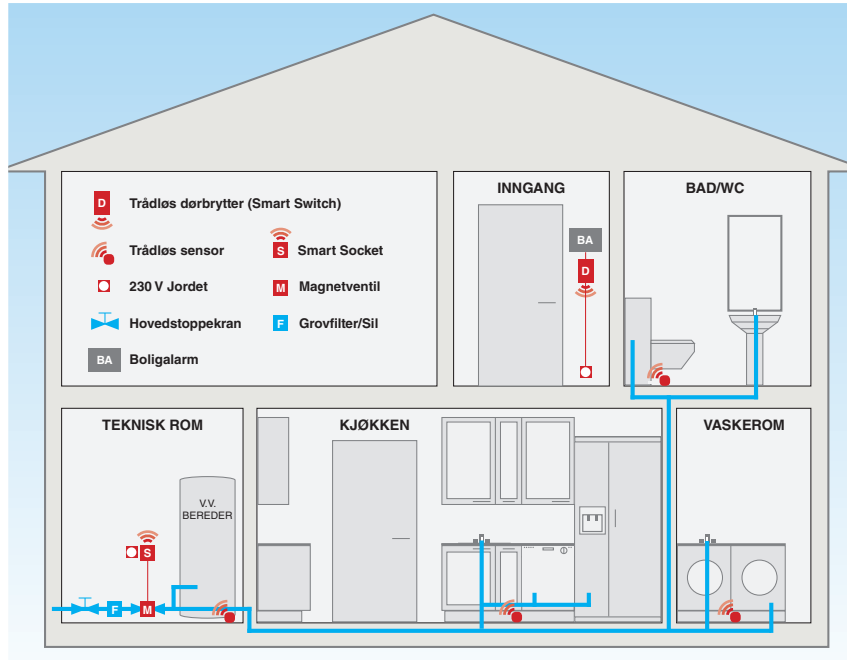 INNGANG
BAD/WC
D
Trådløs dørbrytter (Smart Switch)
Trådløs sensor
S
Smart Socket
230 V Jordet
M
Magnetventil
Hovedstoppekran
F
Grovfilter/Sil
BA
Boligalarm
BA
D
TEKNISK ROM
KJØKKEN
VASKEROM
V.V.
BEREDER
S
F
M